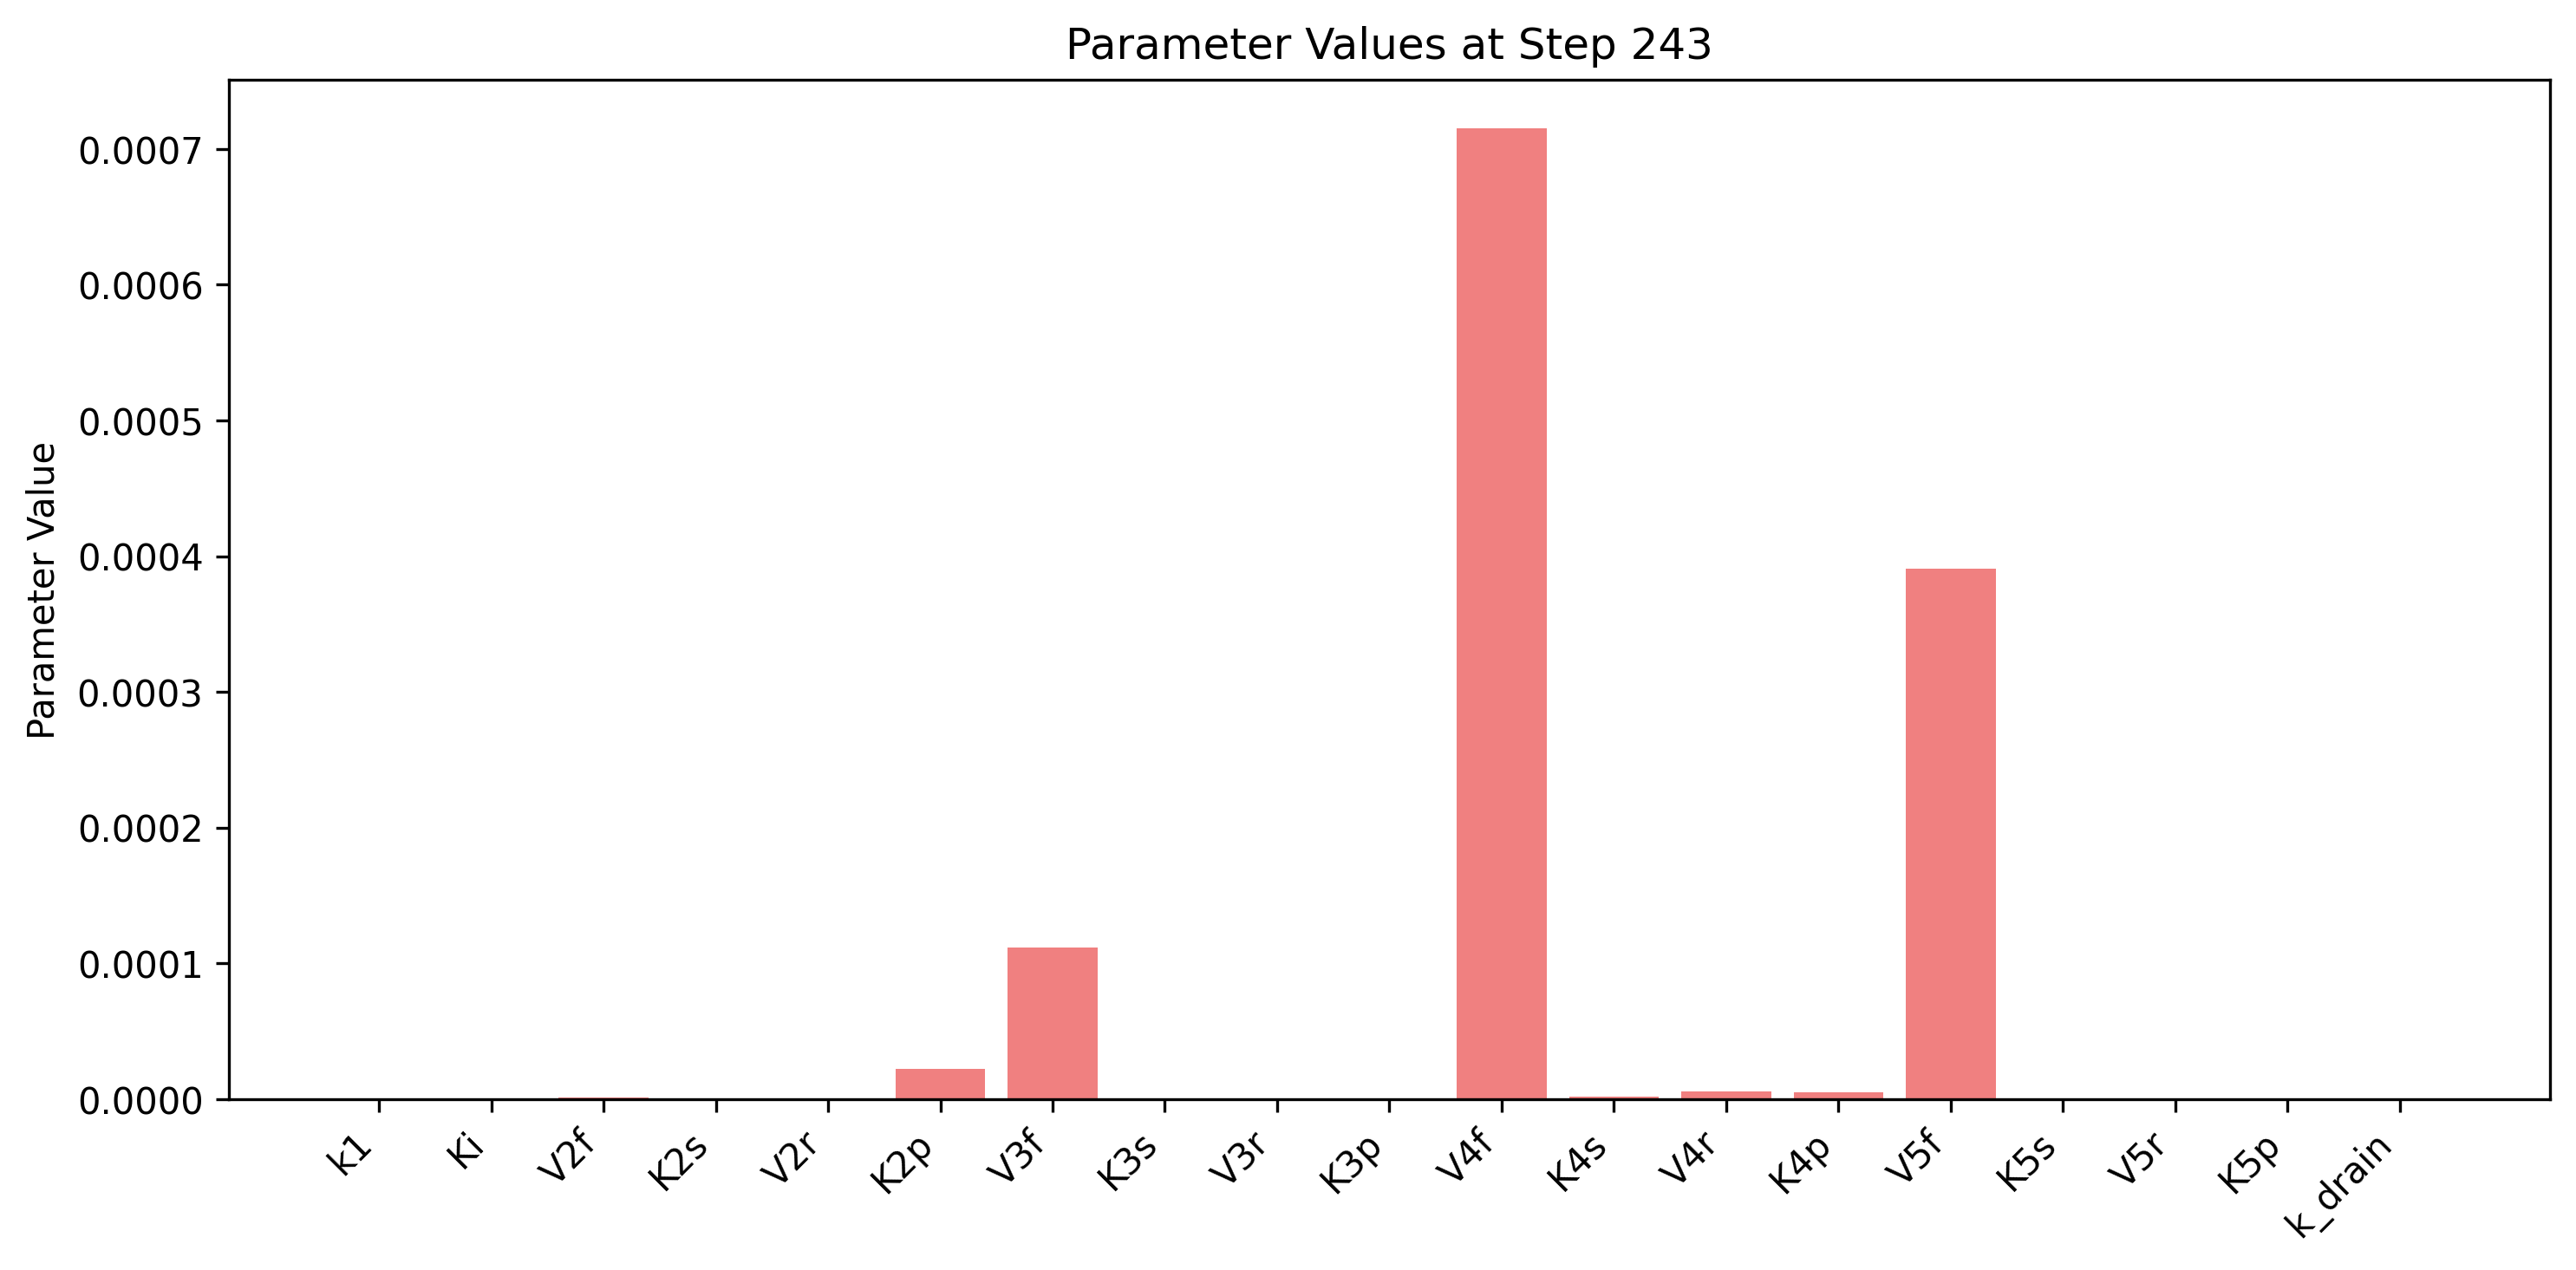 Parameter Values at Step 243
Parameter Value
0.0007
0.0006
0.0005
0.0004
0.0003
0.0002
0.0001
0.0000
k1
Ki
V2f
K2s
V2r
K2p
V3f
K3s
V3r
K3p
V4f
K4s
V4r
K4p
V5f
K5s
V5r
K5p
k_drain